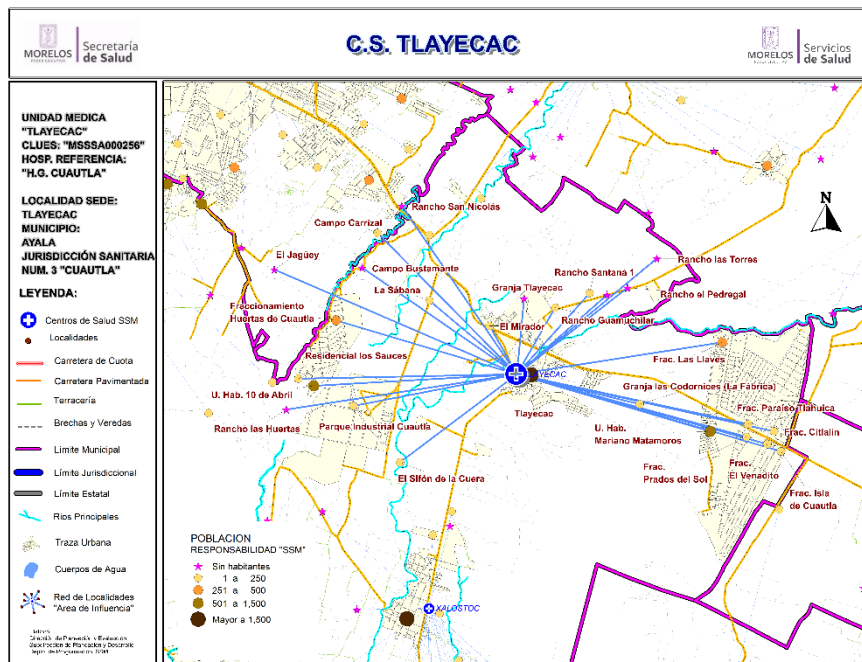 MORELOS
PODER EJECUTIVO
Secretaría
de Salud
C.S. TLAYECAC
MORELOS
Servicios
de Salud
UNIDAD MEDICA
"TLAYECAC"
CLUES: "MSSSA000256"
HOSP. REFERENCIA:
"H.G. CUAUTLA"
LOCALIDAD SEDE:
TLAYECAC
MUNICIPIO:
AYALA
JURISDICCIÓN SANITARIA
NUM. 3 "CUAUTLA"
LEYENDA:
Centros de Salud SSM
Localidades
Carretera de Cuota
Carretera Pavimentada
Terracería
Brechas y Veredas
Limite Municipal
Límite Jurisdiccional
Límite Estatal
Rios Principales
Traza Urbana
Cuerpos de Agua
Red de Localidades
"Area de Influencia"
N
Rancho San Nicolás
Campo Carrizal
El Jagüey
Campo Bustamante
La Sábana
Fraccionamiento
Huertas de Cuautla
Rancho Santana 1
Rancho las Torres
Granja Tlayecac
Rancho el Pedregal
El Mirador
Rancho Guamuchilar
Residencial los Sauces
Frac. Las Llaves
U. Hab. 10 de Abril
Granja las Codornices (La Fabrica)
Tlayecac
Rancho las Huertas
Parque Industrial Cuautla
Frac. Paraíso Tlahuica
U. Hab.
Mariano Matamoros
Frac. Citlalin
El Sifón de la Cuera
Frac.
Prados del Sol
Frac.
El Venadito
Frac. Isla
de Cuautla
XALOSTOC
POBLACION
RESPONSABILIDAD "SSM"
Sin habitantes
1 a 250
251 a 500
501 a 1,500
Mayor a 1,500